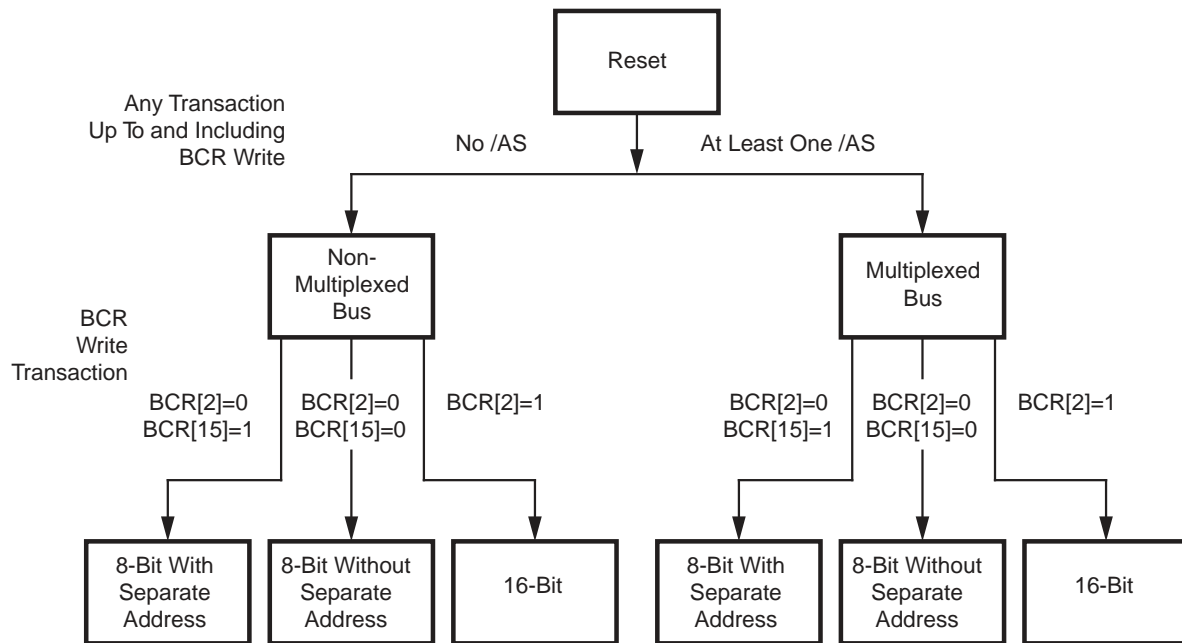 Reset
Any Transaction
Up To and Including
BCR Write
No /AS
At Least One /AS
Non-
Multiplexed
Bus
Multiplexed
Bus
BCR
Write
Transaction
BCR[2]=0
BCR[15]=1
BCR[2]=0
BCR[15]=0
BCR[2]=1
BCR[2]=0
BCR[15]=1
BCR[2]=0
BCR[15]=0
BCR[2]=1
8-Bit With
Separate
Address
8-Bit Without
Separate
Address
16-Bit
8-Bit With
Separate
Address
8-Bit Without
Separate
Address
16-Bit